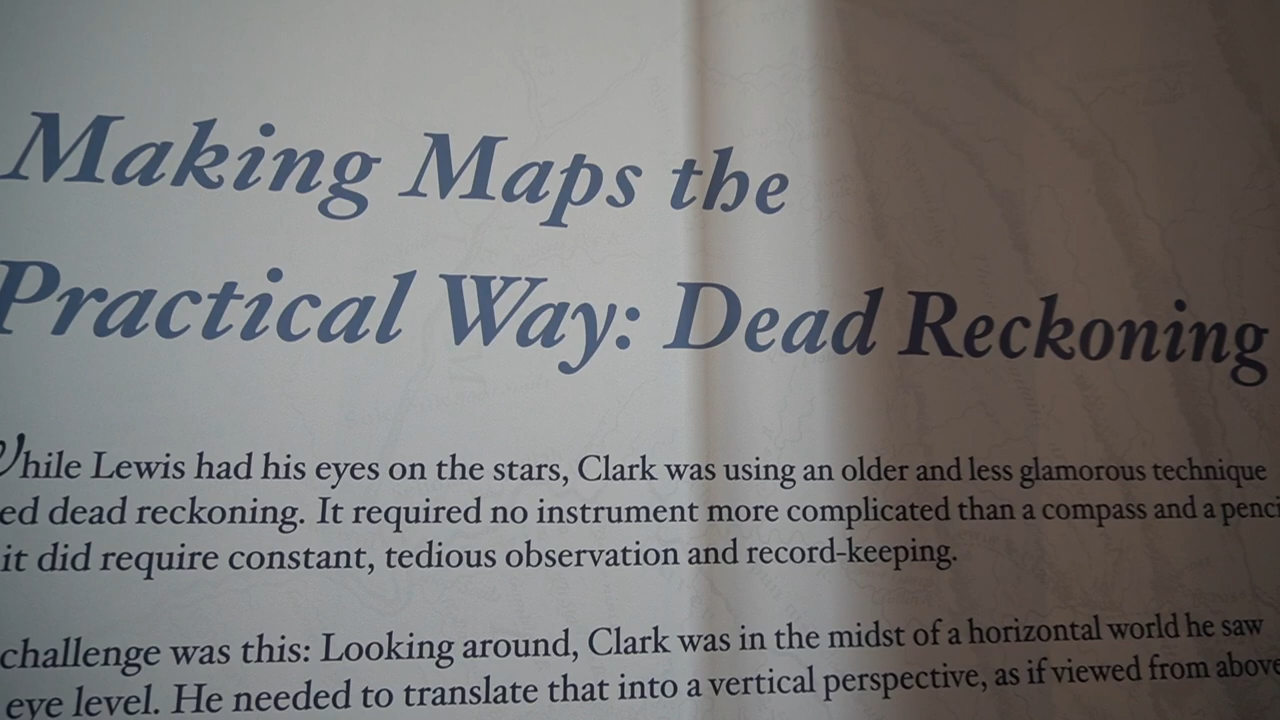 Making Maps the
Practical Way: Dead Reckoning
While Lewis had his eyes on the stars, Clark was using an older and less glamorous technique
ed dead reckoning. It required no instrument more complicated than a compass and a penci
it did require constant, tedious observation and record-keeping.
challenge was this: Looking around, Clark was in the midst of a horizontal world he saw
eye level. He needed to translate that into a vertical perspective, as if viewed from above